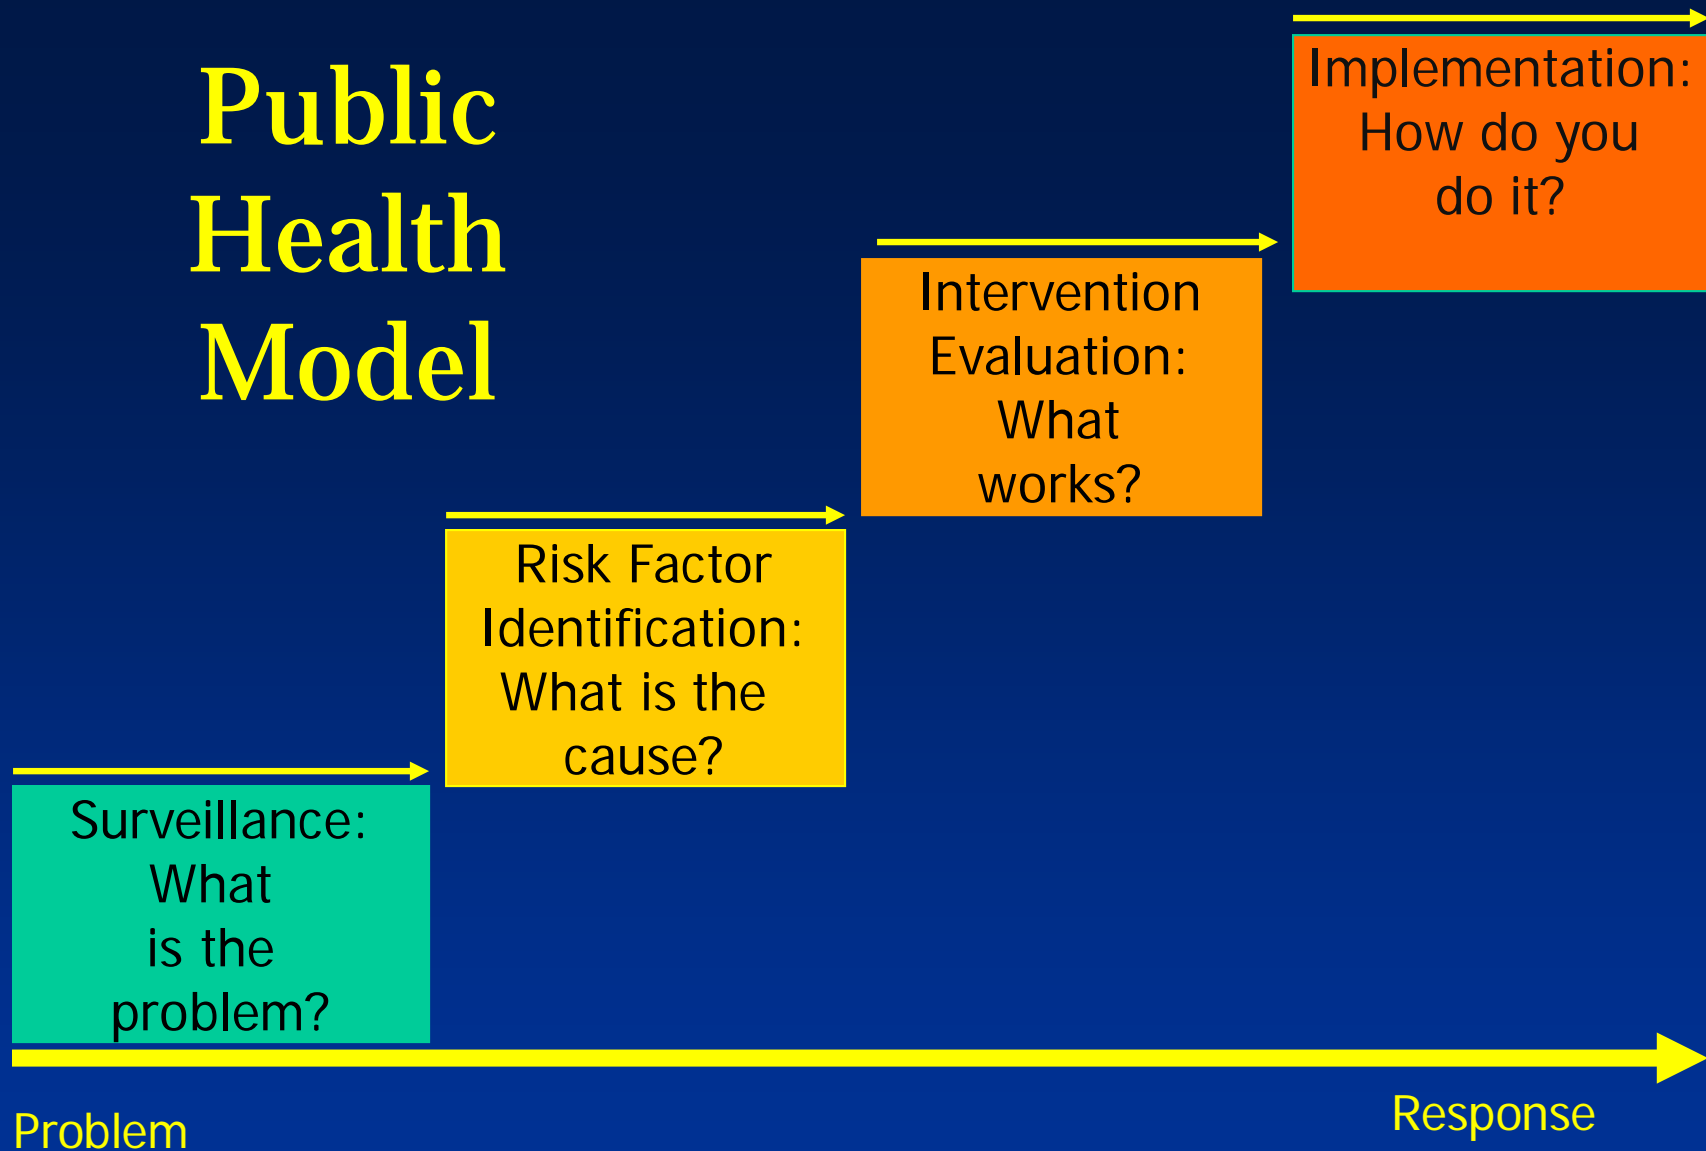 Public
Health
Model
Implementation:
How do you
do it?
Intervention
Evaluation:
What
works?
Risk Factor
Identification:
What is the
cause?
Surveillance:
What
is the
problem?
Problem
Response